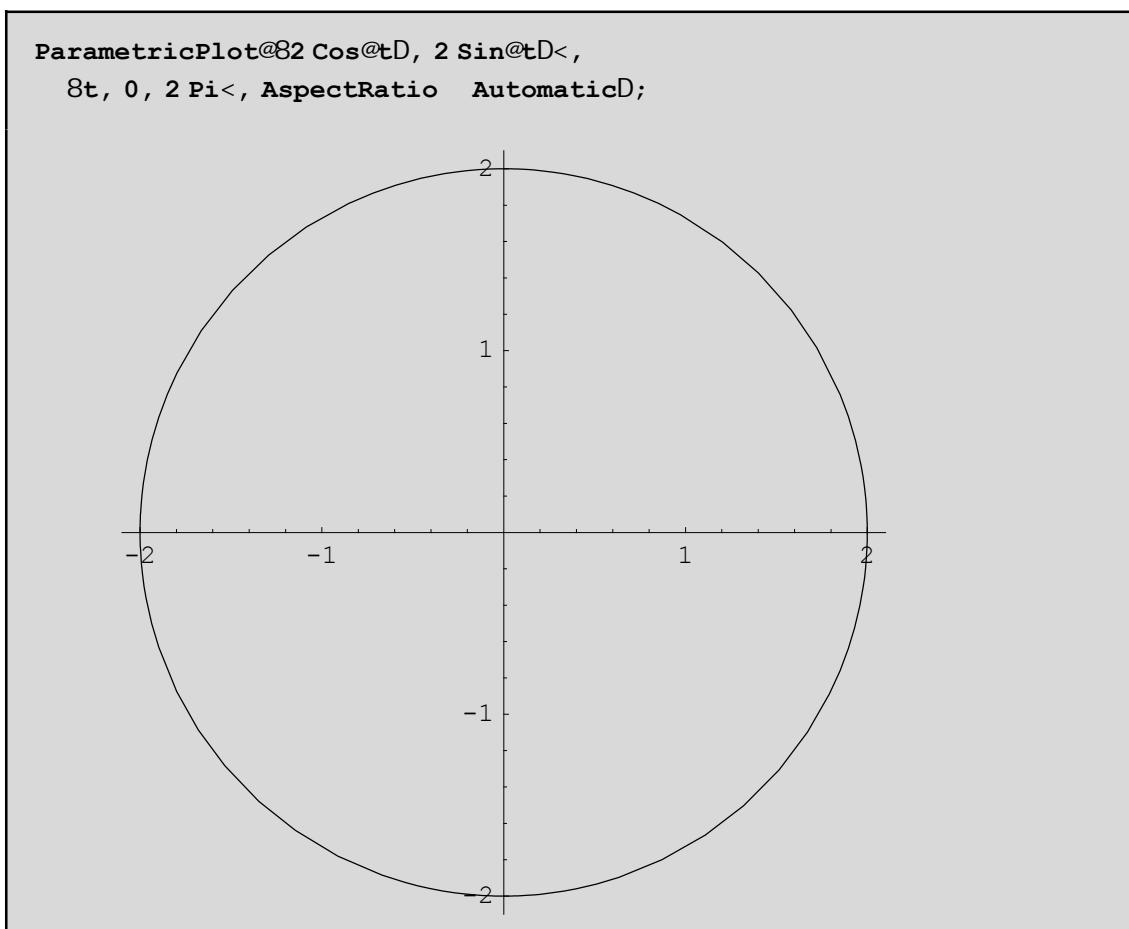 ParametricPlot@82 Cos@tD, 2 Sin@tD<,
8t, 0, 2 Pi<, AspectRatio Automatic D;
2
1
-2 -1 1 2
-1
-2